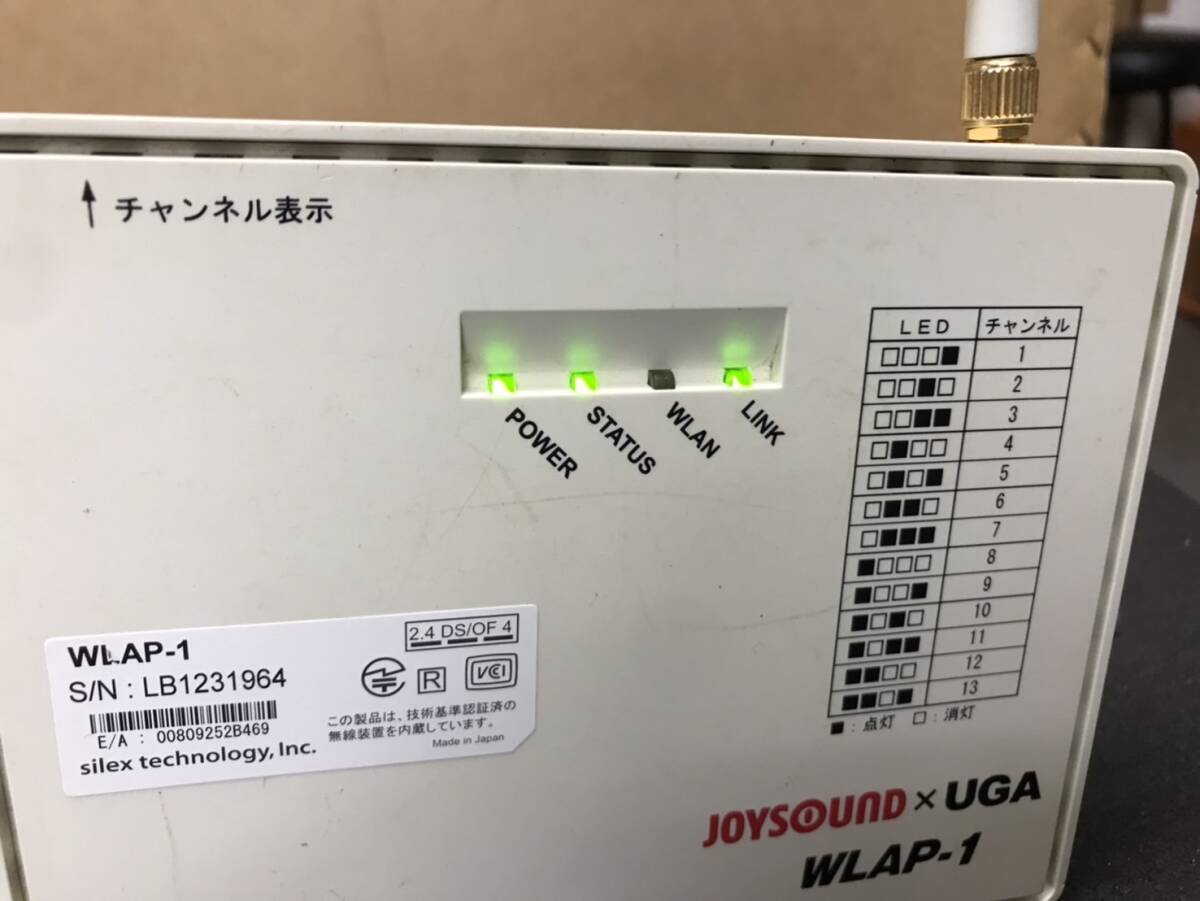 ↑ チャンネル表示
POWER
STATUS
WLAN
LINK
LED チャンネル
□□□■ 1
□□■□ 2
□□■■ 3
□■□□ 4
□■□■ 5
□■■□ 6
□■■■ 7
■□□□ 8
■□□■ 9
■□■□ 10
■□■■ 11
■■□□ 12
■■□■ 13
■：点灯 □：消灯
WLAP-1
2.4 DS/OF 4
S/N : LB1231964
R
VCCI
E/A : 00809252B469
この製品は、技術基準認証済の
無線装置を内蔵しています。
Made in Japan
silex technology, Inc.
JOYSOUND × UGA
WLAP-1